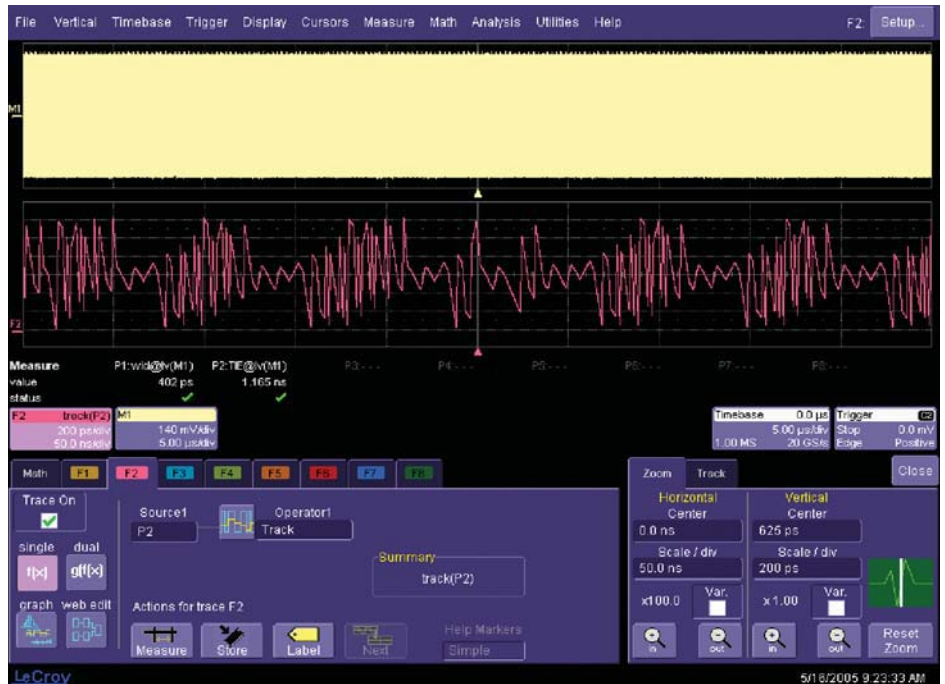 File Vertical Timebase Trigger Display Cursors Measure Math Analysis Utilities Help F2: Setup...
M1
F2
Measure P1:wid@lv(M1) P2:TIE@lv(M1) P3:- - - P4:- - - P5:- - - P6:- - - P7:- - - P8:- - -
value 402 ps 1.165 ns
status
F2 track(P2) M1 Timebase 0.0 µs Trigger C2
200 ps/div 140 mV/div 5.00 µs/div Stop 0.0 mV
50.0 ns/div 5.00 µs/div 1.00 MS 20 GS/s Edge Positive
Math F1 F2 F3 F4 F5 F6 F7 F8 Zoom Track Close
Trace On
Source1 Operator1
P2 Track
single dual
f(x) g(f(x))
Summary
track(P2)
graph web edit
Actions for trace F2
Measure Store Label Next
Help Markers
Simple
Horizontal Vertical
Center Center
0.0 ns 625 ps
Scale / div Scale / div
50.0 ns 200 ps
x100.0 Var. x1.00 Var.
in out in out Reset Zoom
LeCroy 5/16/2005 9:23:33 AM